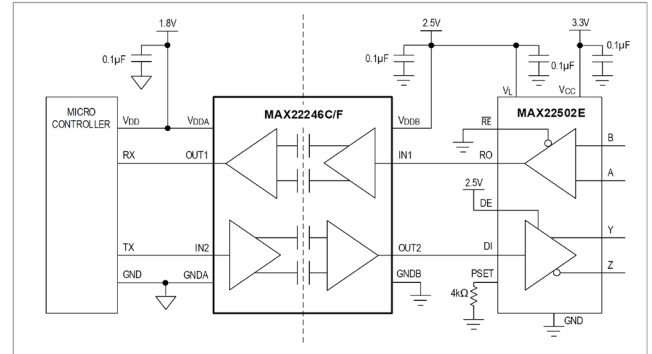 1.8V
2.5V
3.3V
0.1µF
0.1µF
0.1µF
0.1µF
MICRO
CONTROLLER
MAX22246C/F
VL
VCC
MAX22502E
VDD
VDDA
VDDB
RE
B
RX
OUT1
IN1
RO
A
2.5V
DE
Y
TX
IN2
OUT2
DI
Z
GND
GNDA
GNDB
PSET
4kΩ
GND